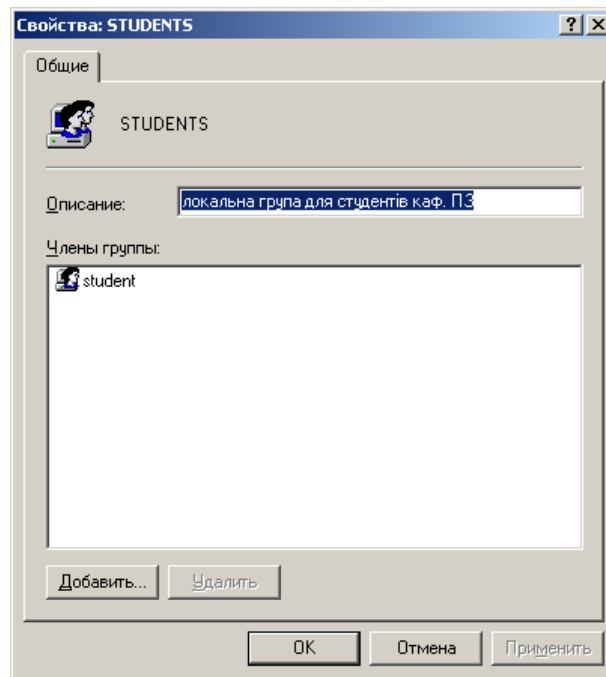 Свойства: STUDENTS
Общие
STUDENTS
Описание:
локальна група для студентів каф. ПЗ
Члены группы:
student
Добавить...
Удалить
OK
Отмена
Применить